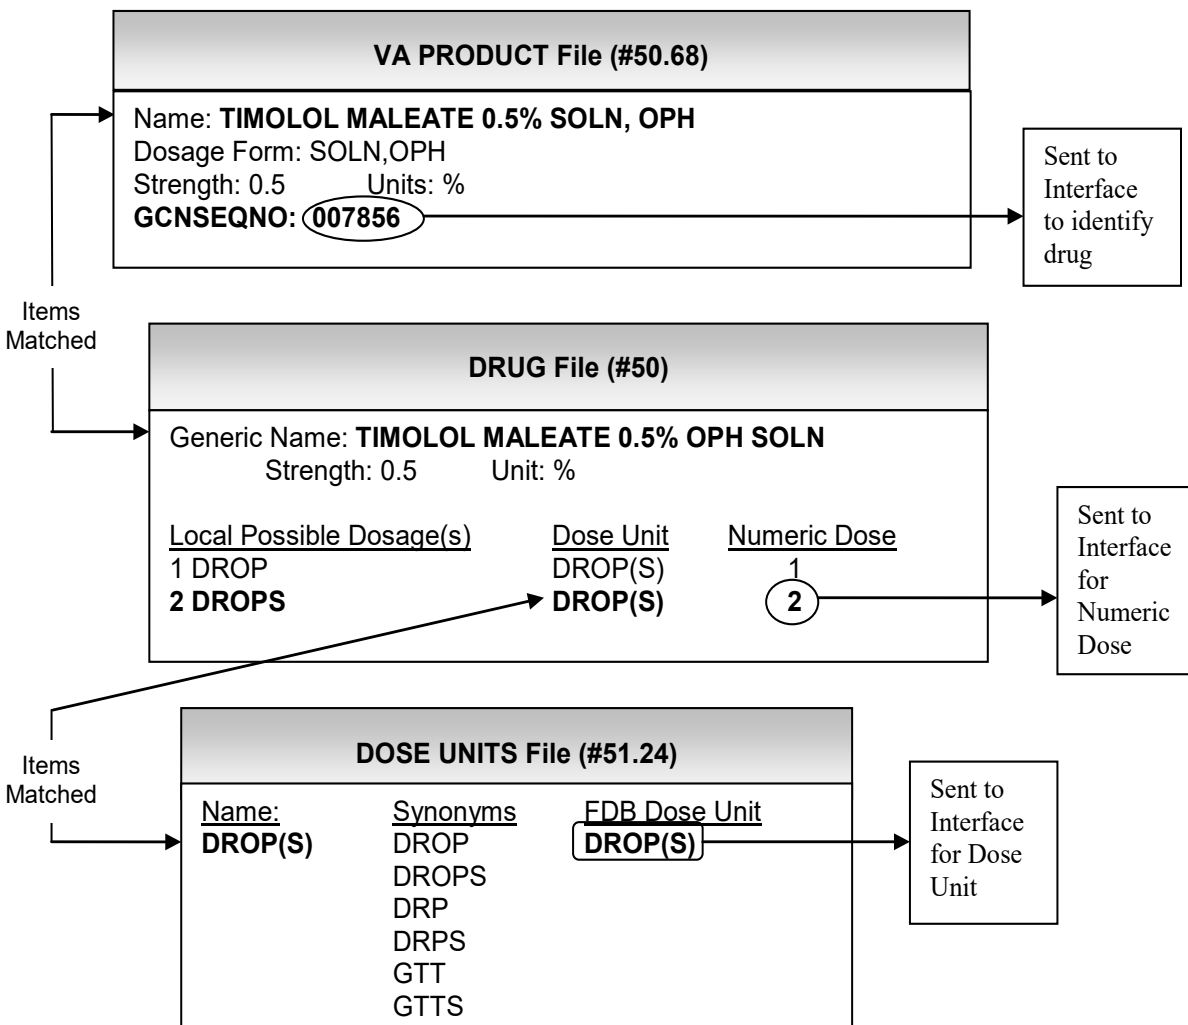 VA PRODUCT File (#50.68)
Name: TIMOLOL MALEATE 0.5% SOLN, OPH
Dosage Form: SOLN,OPH
Strength: 0.5 Units: %
GCNSEQNO: 007856
Sent to
Interface
to identify
drug
Items
Matched
DRUG File (#50)
Generic Name: TIMOLOL MALEATE 0.5% OPH SOLN
Strength: 0.5 Unit: %
Local Possible Dosage(s) Dose Unit Numeric Dose
1 DROP DROP(S) 1
2 DROPS DROP(S) 2
Sent to
Interface
for
Numeric
Dose
Items
Matched
DOSE UNITS File (#51.24)
Name: Synonyms FDB Dose Unit
DROP(S) DROP DROP(S)
DROPS
DRP
DRPS
GTT
GTTS
Sent to
Interface
for Dose
Unit